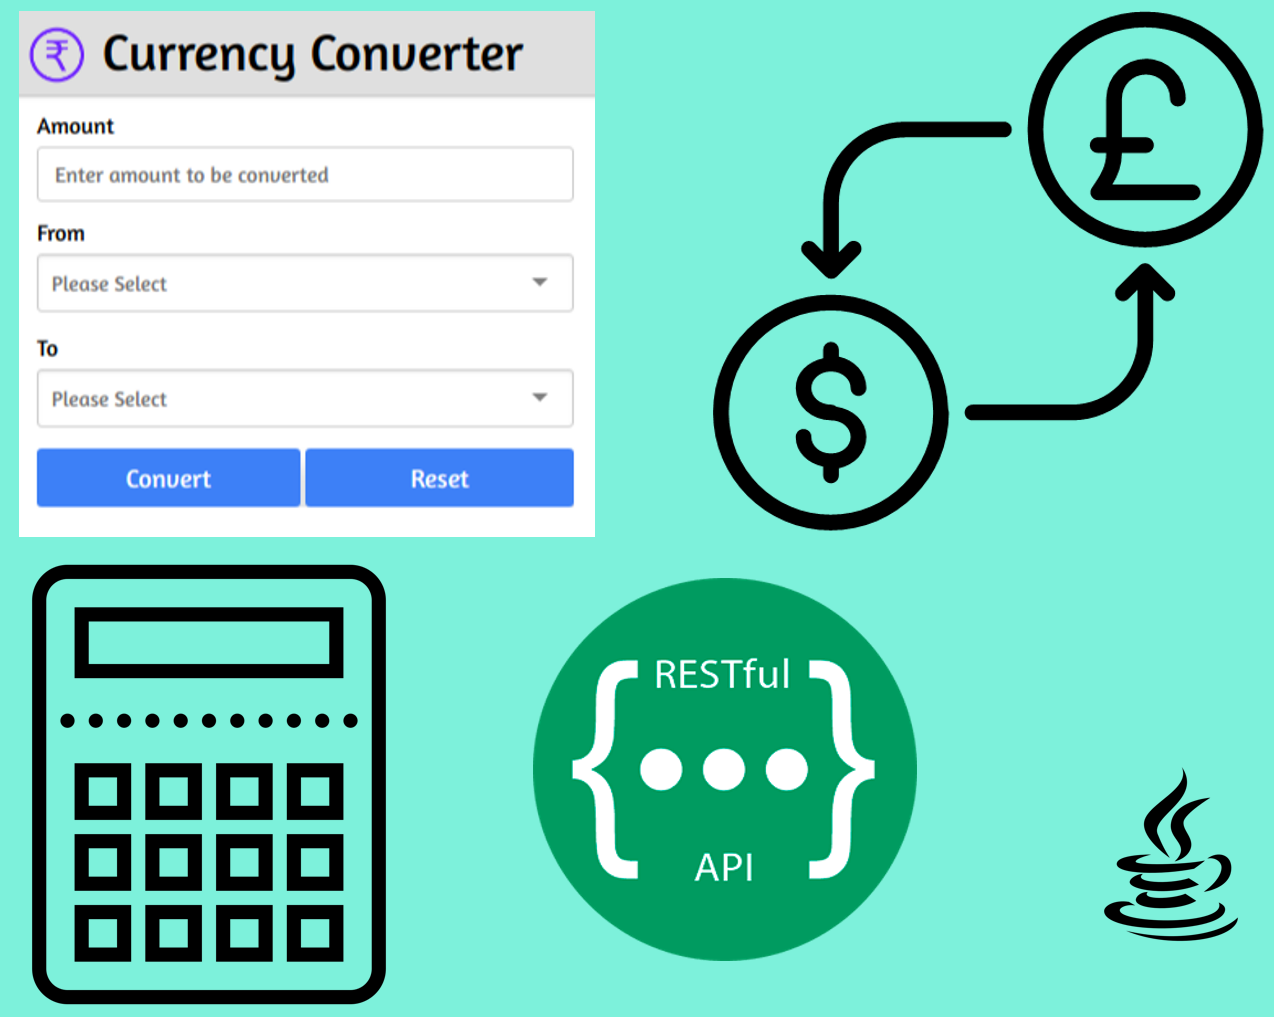 ₹ Currency Converter
Amount
Enter amount to be converted
From
Please Select
To
Please Select
Convert Reset
£
$
RESTful
{...}
API